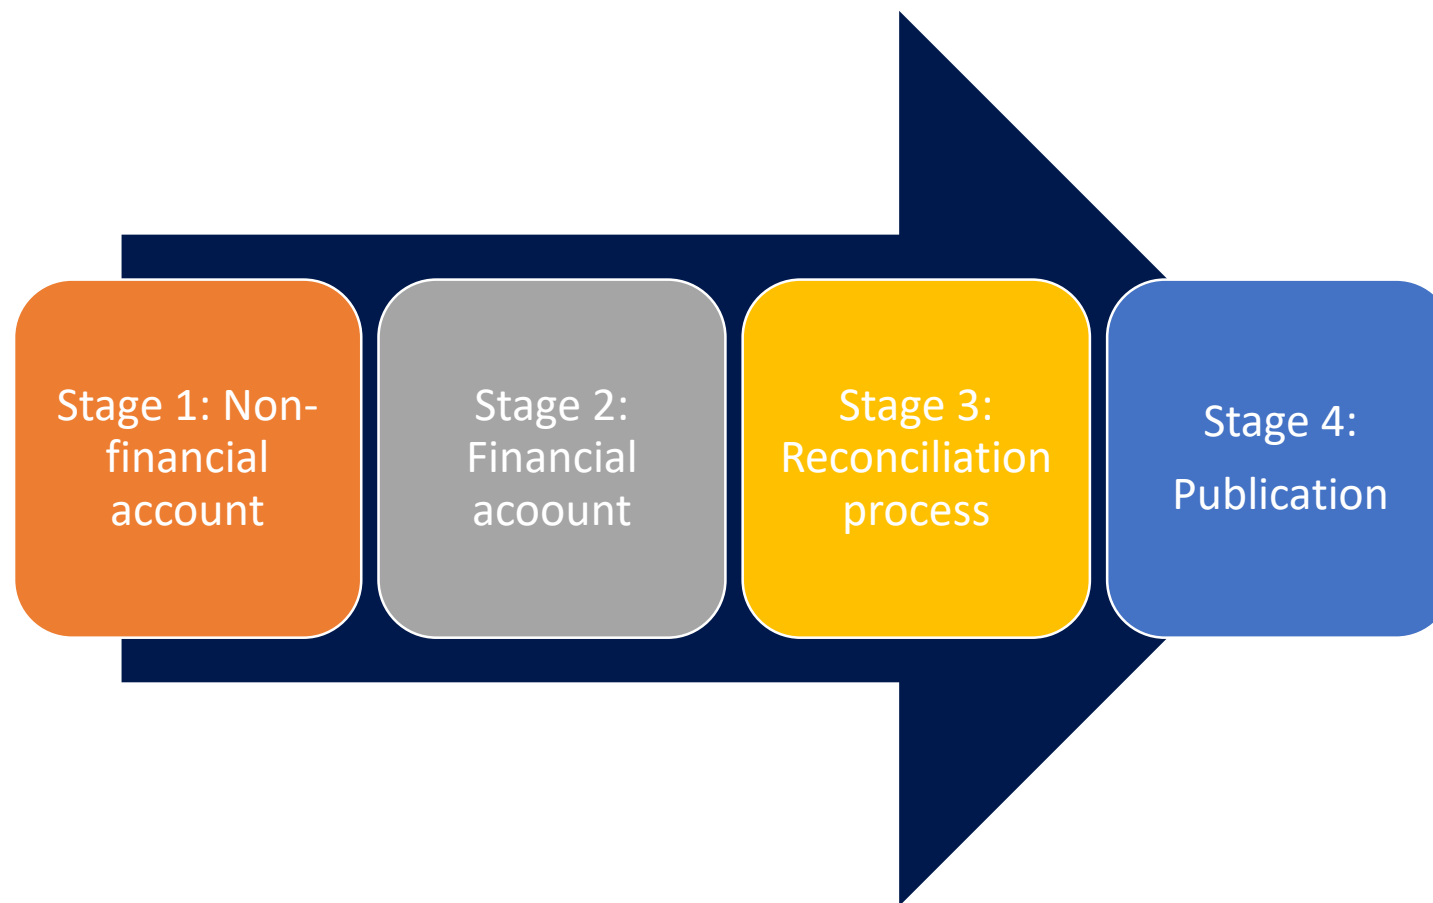 Stage 1: Non-
financial
account
Stage 2:
Financial
acoount
Stage 3:
Reconciliation
process
Stage 4:
Publication